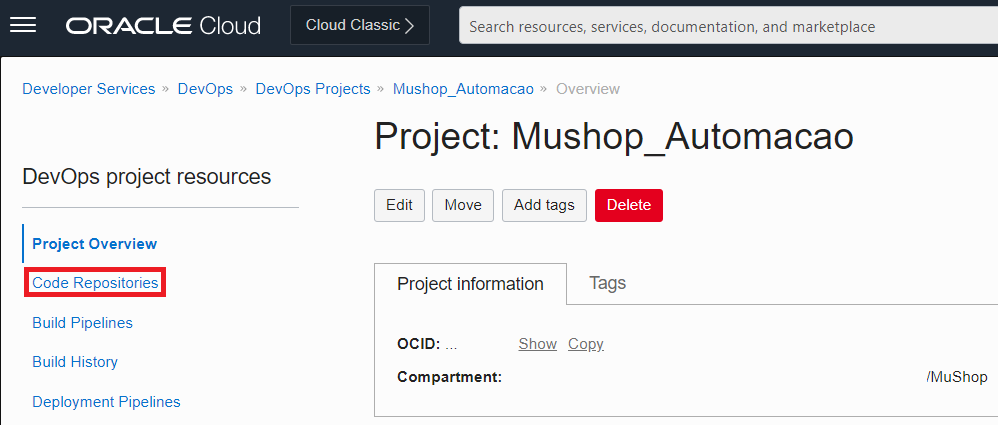 ORACLE Cloud
Cloud Classic >
Search resources, services, documentation, and marketplace
Developer Services » DevOps » DevOps Projects » Mushop_Automacao » Overview
Project: Mushop_Automacao
DevOps project resources
Edit Move Add tags Delete
Project Overview
Code Repositories
Project information Tags
Build Pipelines
OCID: ... Show Copy
Build History
Compartment: /MuShop
Deployment Pipelines